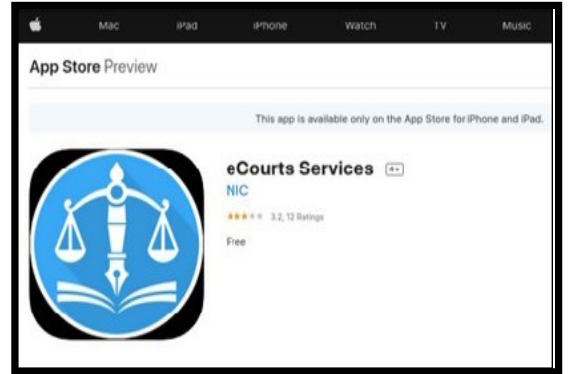 Mac iPad iPhone Watch TV Music
App Store Preview
This app is available only on the App Store for iPhone and iPad.
eCourts Services 4+
NIC
3.2, 12 Ratings
Free